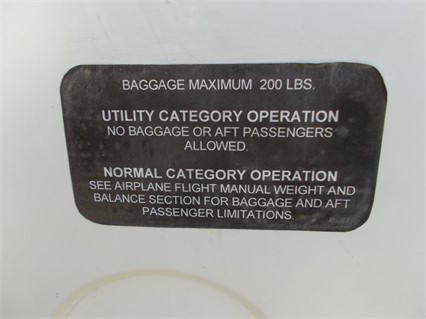 BAGGAGE MAXIMUM 200 LBS.
UTILITY CATEGORY OPERATION
NO BAGGAGE OR AFT PASSENGERS
ALLOWED.
NORMAL CATEGORY OPERATION
SEE AIRPLANE FLIGHT MANUAL WEIGHT AND
BALANCE SECTION FOR BAGGAGE AND AFT
PASSENGER LIMITATIONS.